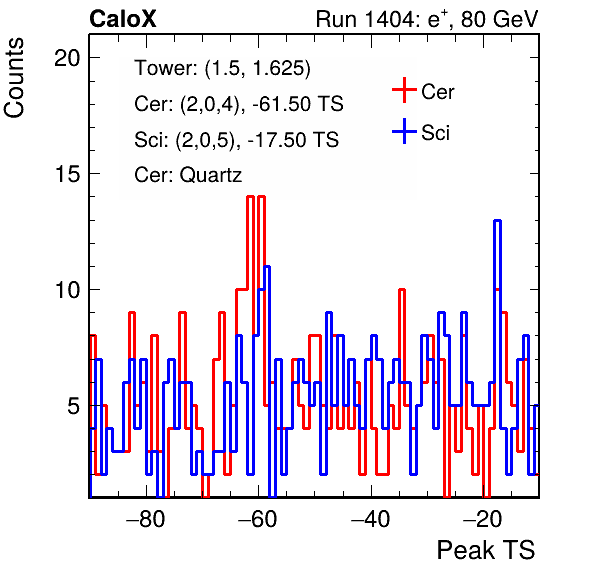 CaloX Run 1404: e⁺, 80 GeV
Counts
20
15
10
5
Tower: (1.5, 1.625)
Cer: (2,0,4), -61.50 TS
Sci: (2,0,5), -17.50 TS
Cer: Quartz
Cer
Sci
−80 −60 −40 −20
Peak TS